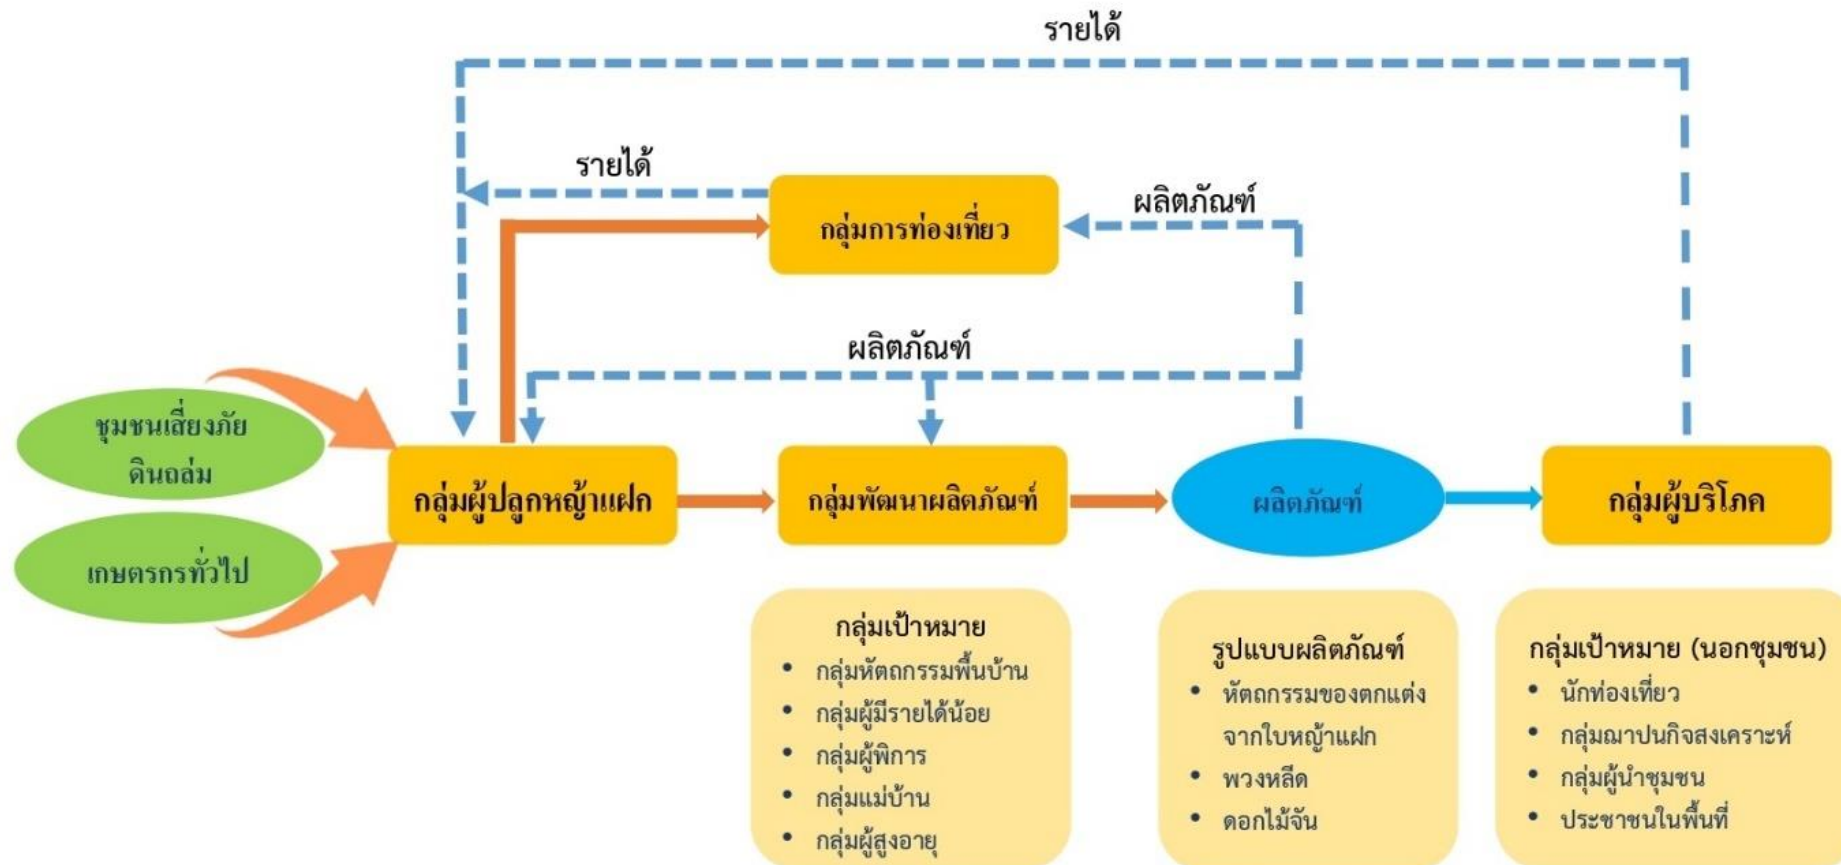 รายได้
รายได้
ผลิตภัณฑ์
กลุ่มการท่องเที่ยว
ผลิตภัณฑ์
ชุมชนเสี่ยงภัย
ดินถล่ม
เกษตรกรทั่วไป
กลุ่มผู้ปลูกหญ้าแฝก
กลุ่มพัฒนาผลิตภัณฑ์
ผลิตภัณฑ์
กลุ่มผู้บริโภค
กลุ่มเป้าหมาย
• กลุ่มหัตถกรรมพื้นบ้าน
• กลุ่มผู้มีรายได้น้อย
• กลุ่มผู้พิการ
• กลุ่มแม่บ้าน
• กลุ่มผู้สูงอายุ
รูปแบบผลิตภัณฑ์
• หัตถกรรมของตกแต่ง
จากใบหญ้าแฝก
• พวงหลีด
• ดอกไม้จัน
กลุ่มเป้าหมาย (นอกชุมชน)
• นักท่องเที่ยว
• กลุ่มฌาปนกิจสงเคราะห์
• กลุ่มผู้นำชุมชน
• ประชาชนในพื้นที่